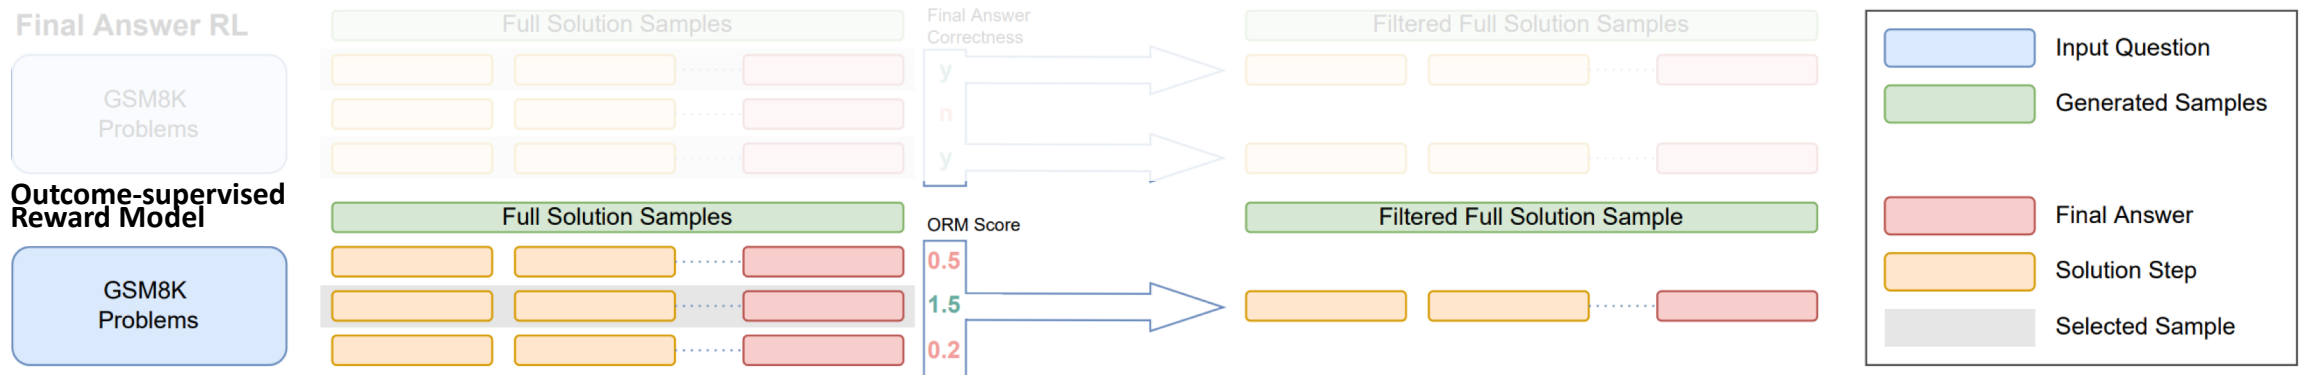 Final Answer RL
Full Solution Samples
Final Answer
Correctness
Filtered Full Solution Samples
GSM8K
Problems
y
n
y
Outcome-supervised
Reward Model
Full Solution Samples
ORM Score
Filtered Full Solution Sample
GSM8K
Problems
0.5
1.5
0.2
Input Question
Generated Samples
Final Answer
Solution Step
Selected Sample